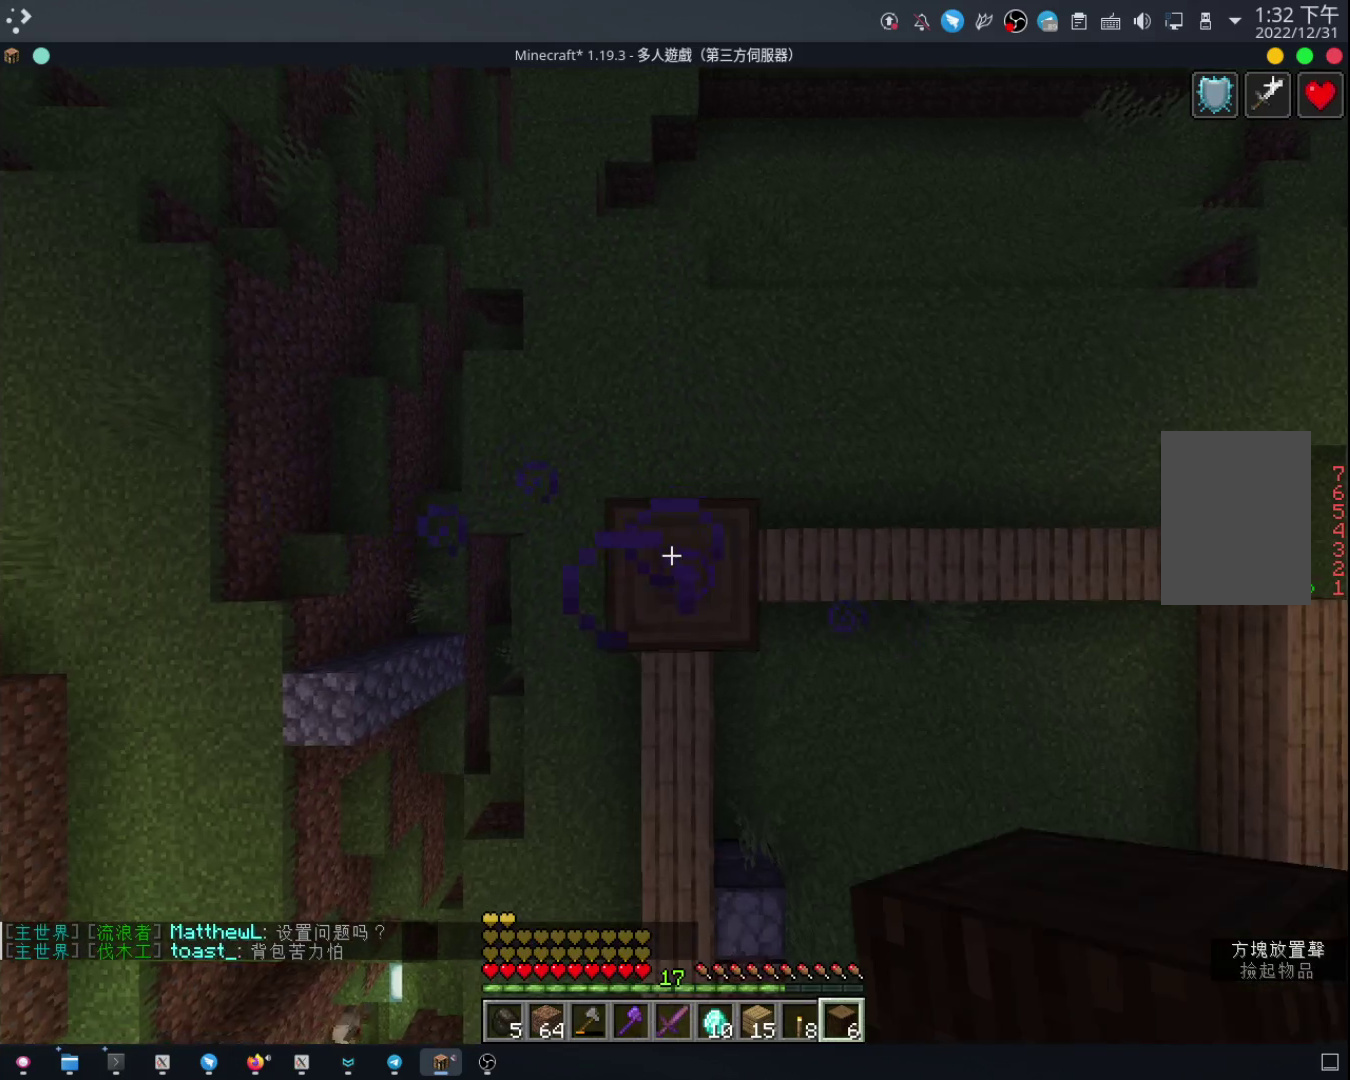 1:32 下午
2022/12/31
Minecraft* 1.19.3 - 多人遊戲（第三方伺服器）
7
6
5
4
3
2
1
[主世界] [流浪者] MatthewL: 设置问题吗？
[主世界] [伐木工] toast_: 背包苦力怕
方塊放置聲
撿起物品
17
5
64
10
15
8
6